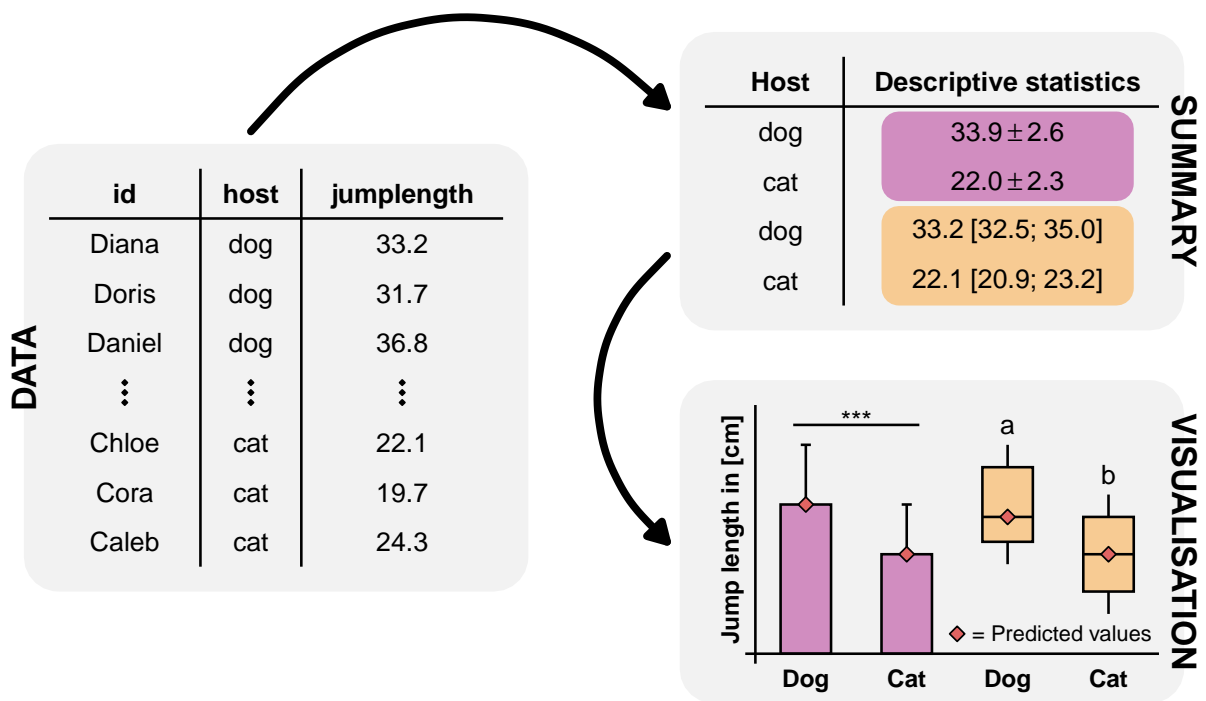 DATA
id host jumplength
Diana dog 33.2
Doris dog 31.7
Daniel dog 36.8
⋮ ⋮ ⋮
Chloe cat 22.1
Cora cat 19.7
Caleb cat 24.3
SUMMARY
Host Descriptive statistics
dog 33.9 ± 2.6
cat 22.0 ± 2.3
dog 33.2 [32.5; 35.0]
cat 22.1 [20.9; 23.2]
VISUALISATION
Jump length in [cm]
***
a
b
= Predicted values
Dog Cat Dog Cat